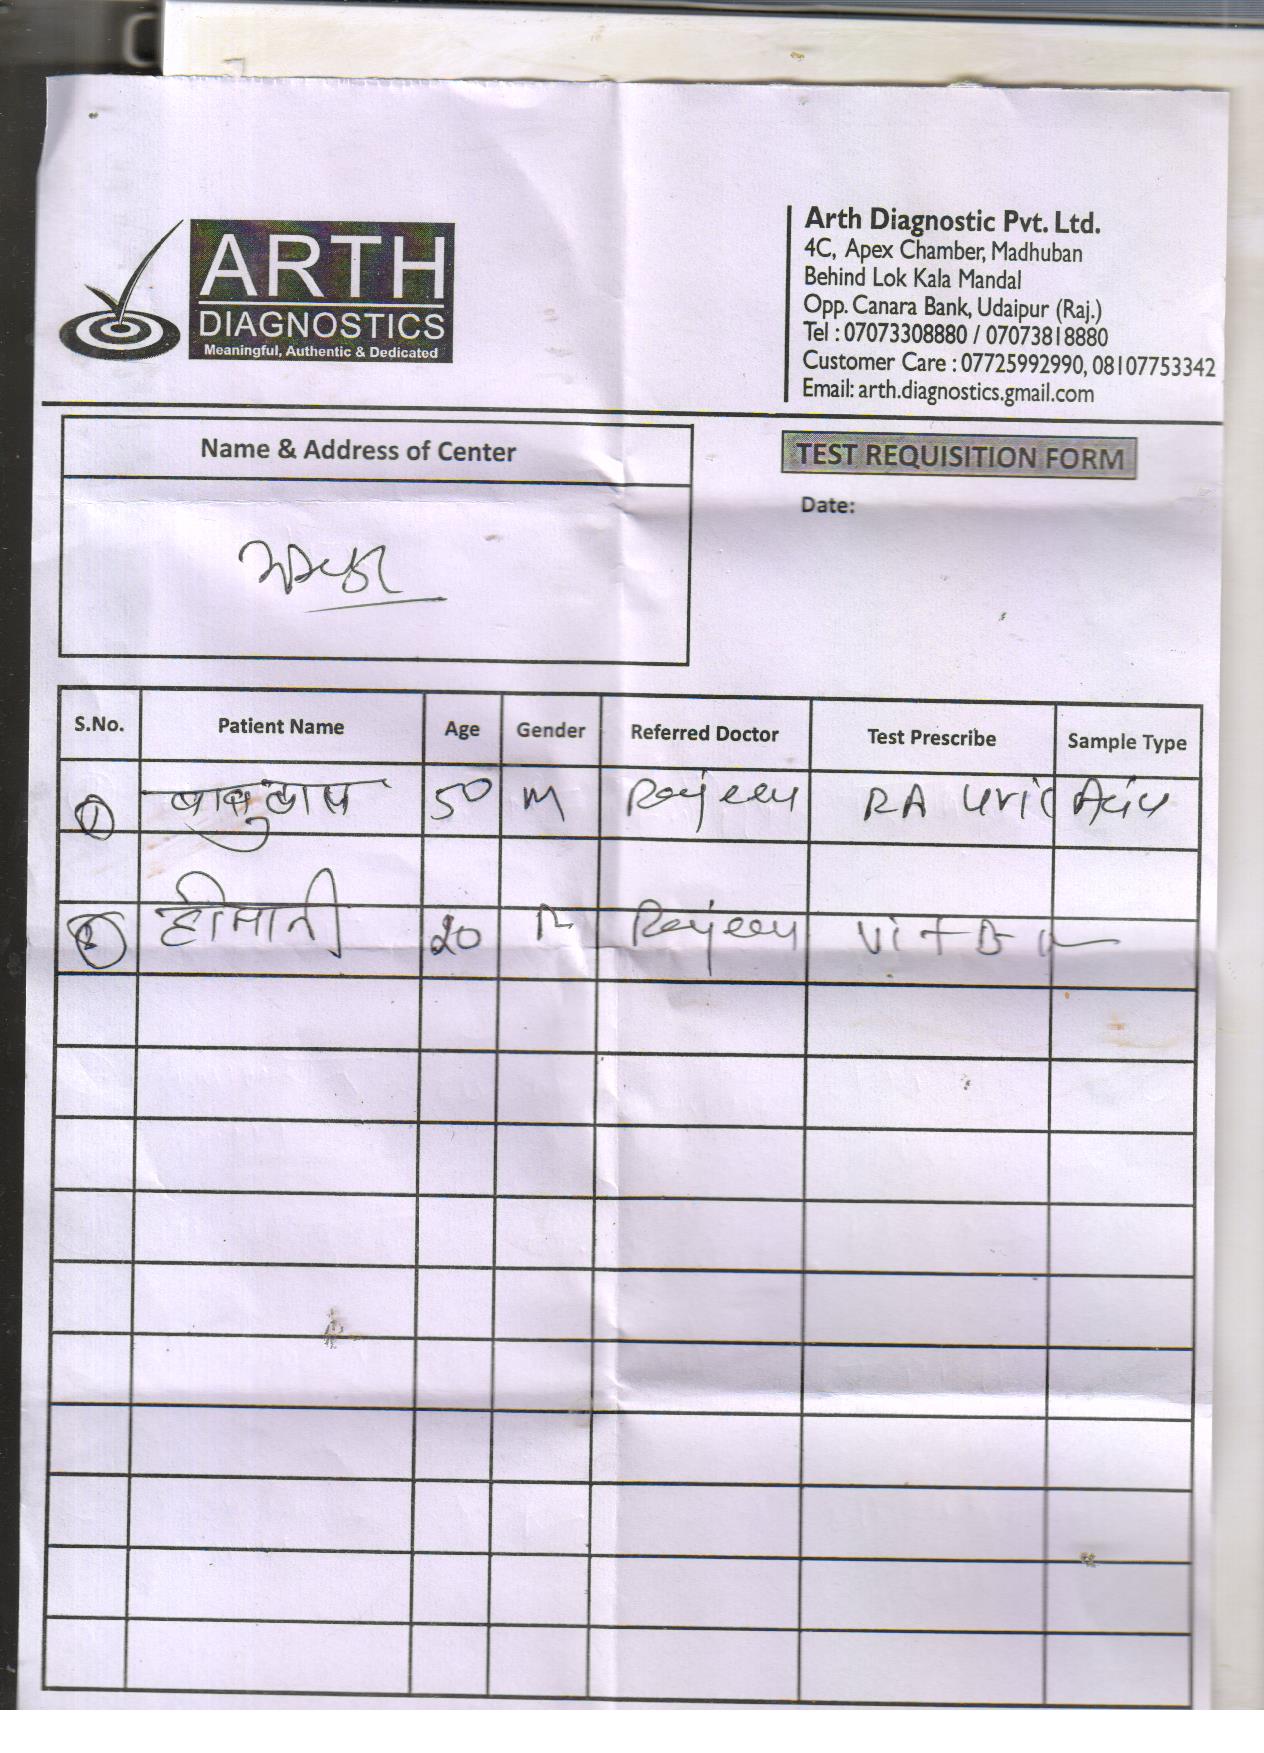 ARTH
DIAGNOSTICS
Meaningful, Authentic & Dedicated
Arth Diagnostic Pvt. Ltd.
4C, Apex Chamber, Madhuban
Behind Lok Kala Mandal
Opp. Canara Bank, Udaipur (Raj.)
Tel : 07073308880 / 07073818880
Customer Care : 07725992990, 08107753342
Email: arth.diagnostics.gmail.com
Name & Address of Center
TEST REQUISITION FORM
Date:
S.No. Patient Name Age Gender Referred Doctor Test Prescribe Sample Type
1 बाबुलाल 50 M Rajeev RA Uric Acid
2 20 Rajeev Vit B